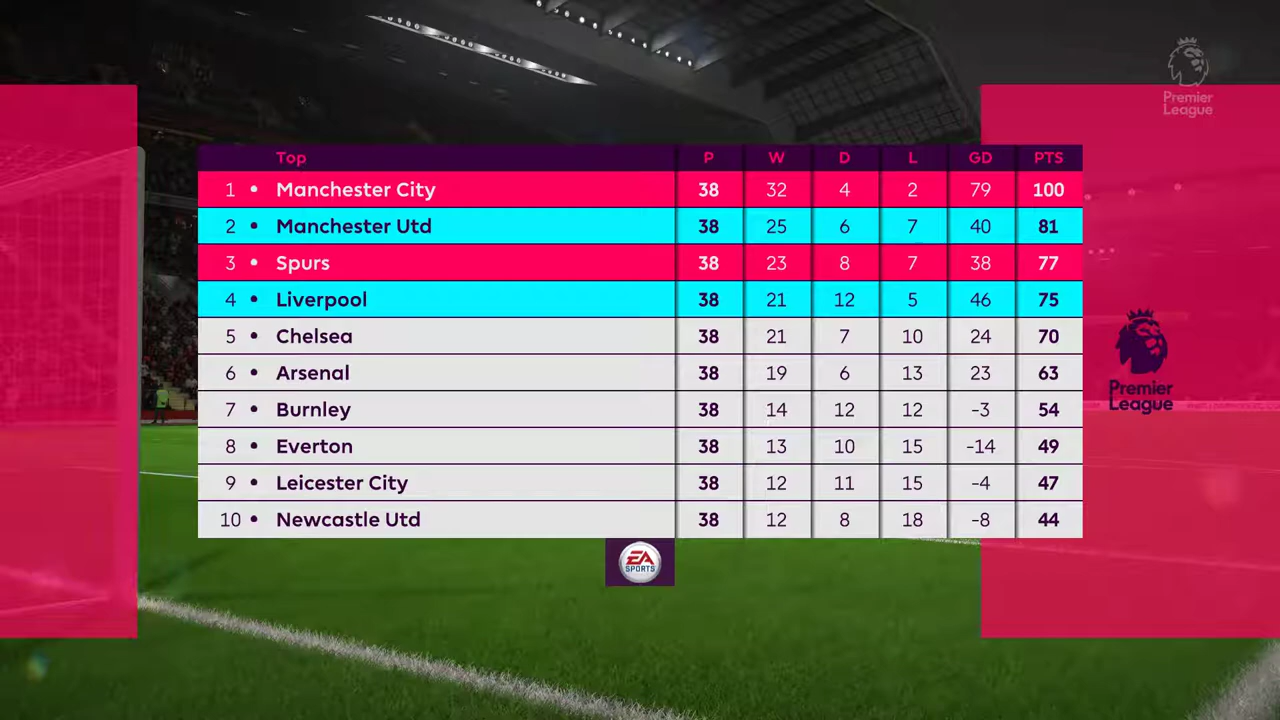 Premier
League
Top P W D L GD PTS
1 • Manchester City 38 32 4 2 79 100
2 • Manchester Utd 38 25 6 7 40 81
3 • Spurs 38 23 8 7 38 77
4 • Liverpool 38 21 12 5 46 75
5 • Chelsea 38 21 7 10 24 70
6 • Arsenal 38 19 6 13 23 63
7 • Burnley 38 14 12 12 -3 54
8 • Everton 38 13 10 15 -14 49
9 • Leicester City 38 12 11 15 -4 47
10 • Newcastle Utd 38 12 8 18 -8 44
Premier
League
EA
SPORTS